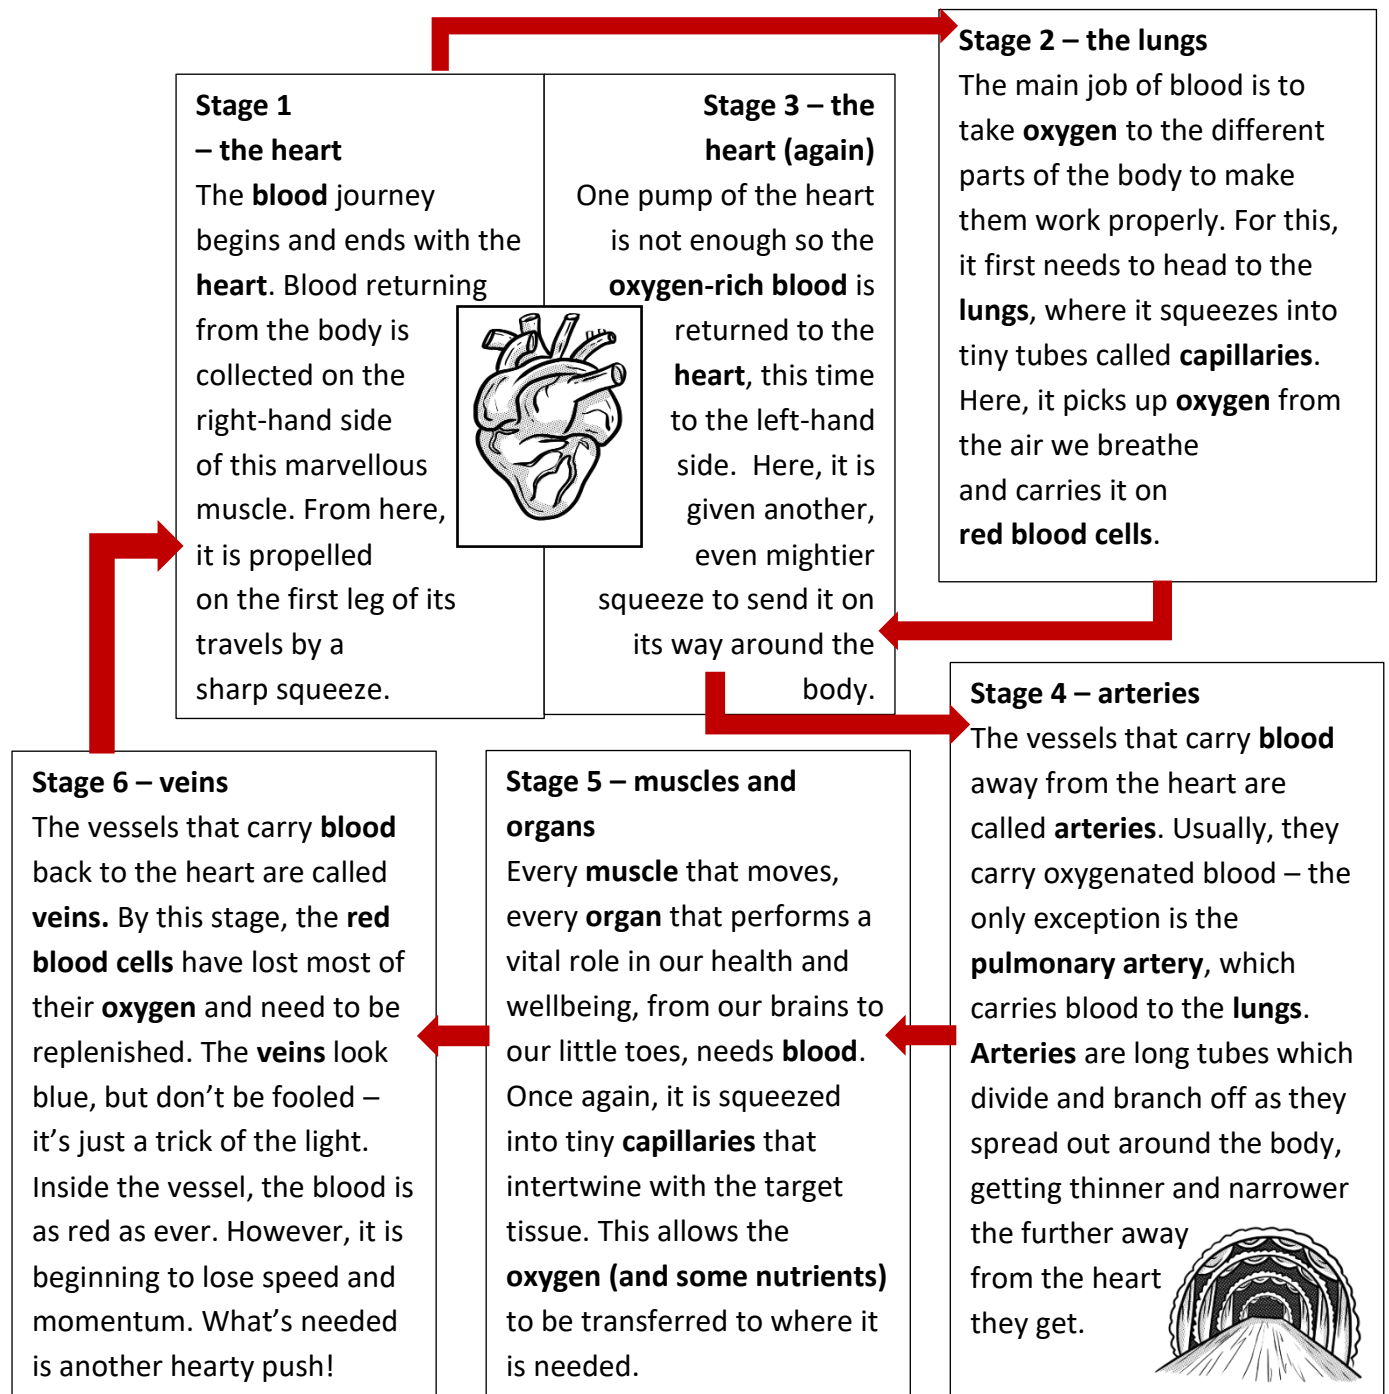 Stage 1
– the heart
The blood journey
begins and ends with the
heart. Blood returning
from the body is
collected on the
right-hand side
of this marvellous
muscle. From here,
it is propelled
on the first leg of its
travels by a
sharp squeeze.
Stage 2 – the lungs
The main job of blood is to
take oxygen to the different
parts of the body to make
them work properly. For this,
it first needs to head to the
lungs, where it squeezes into
tiny tubes called capillaries.
Here, it picks up oxygen from
the air we breathe
and carries it on
red blood cells.
Stage 3 – the
heart (again)
One pump of the heart
is not enough so the
oxygen-rich blood is
returned to the
heart, this time
to the left-hand
side.  Here, it is
given another,
even mightier
squeeze to send it on
its way around the
body.
Stage 4 – arteries
The vessels that carry blood
away from the heart are
called arteries. Usually, they
carry oxygenated blood – the
only exception is the
pulmonary artery, which
carries blood to the lungs.
Arteries are long tubes which
divide and branch off as they
spread out around the body,
getting thinner and narrower
the further away
from the heart
they get.
Stage 5 – muscles and
organs
Every muscle that moves,
every organ that performs a
vital role in our health and
wellbeing, from our brains to
our little toes, needs blood.
Once again, it is squeezed
into tiny capillaries that
intertwine with the target
tissue. This allows the
oxygen (and some nutrients)
to be transferred to where it
is needed.
Stage 6 – veins
The vessels that carry blood
back to the heart are called
veins. By this stage, the red
blood cells have lost most of
their oxygen and need to be
replenished. The veins look
blue, but don’t be fooled –
it’s just a trick of the light.
Inside the vessel, the blood is
as red as ever. However, it is
beginning to lose speed and
momentum. What’s needed
is another hearty push!